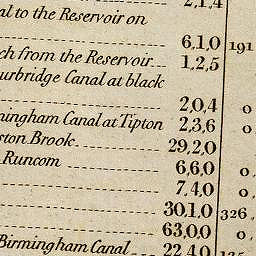 2,1,4
al to the Reservoir on
6,1,0 191
ch from the Reservoir 1,2,5
urbridge Canal at black
2,0,4 0
ningham Canal at Tipton 2,3,6 0
ston Brook 29,2,0
Runcom 6,6,0 0,
7,4,0 0,
30,1,0 326,
63,0,0 0,
Birmingham Canal 22,4,0